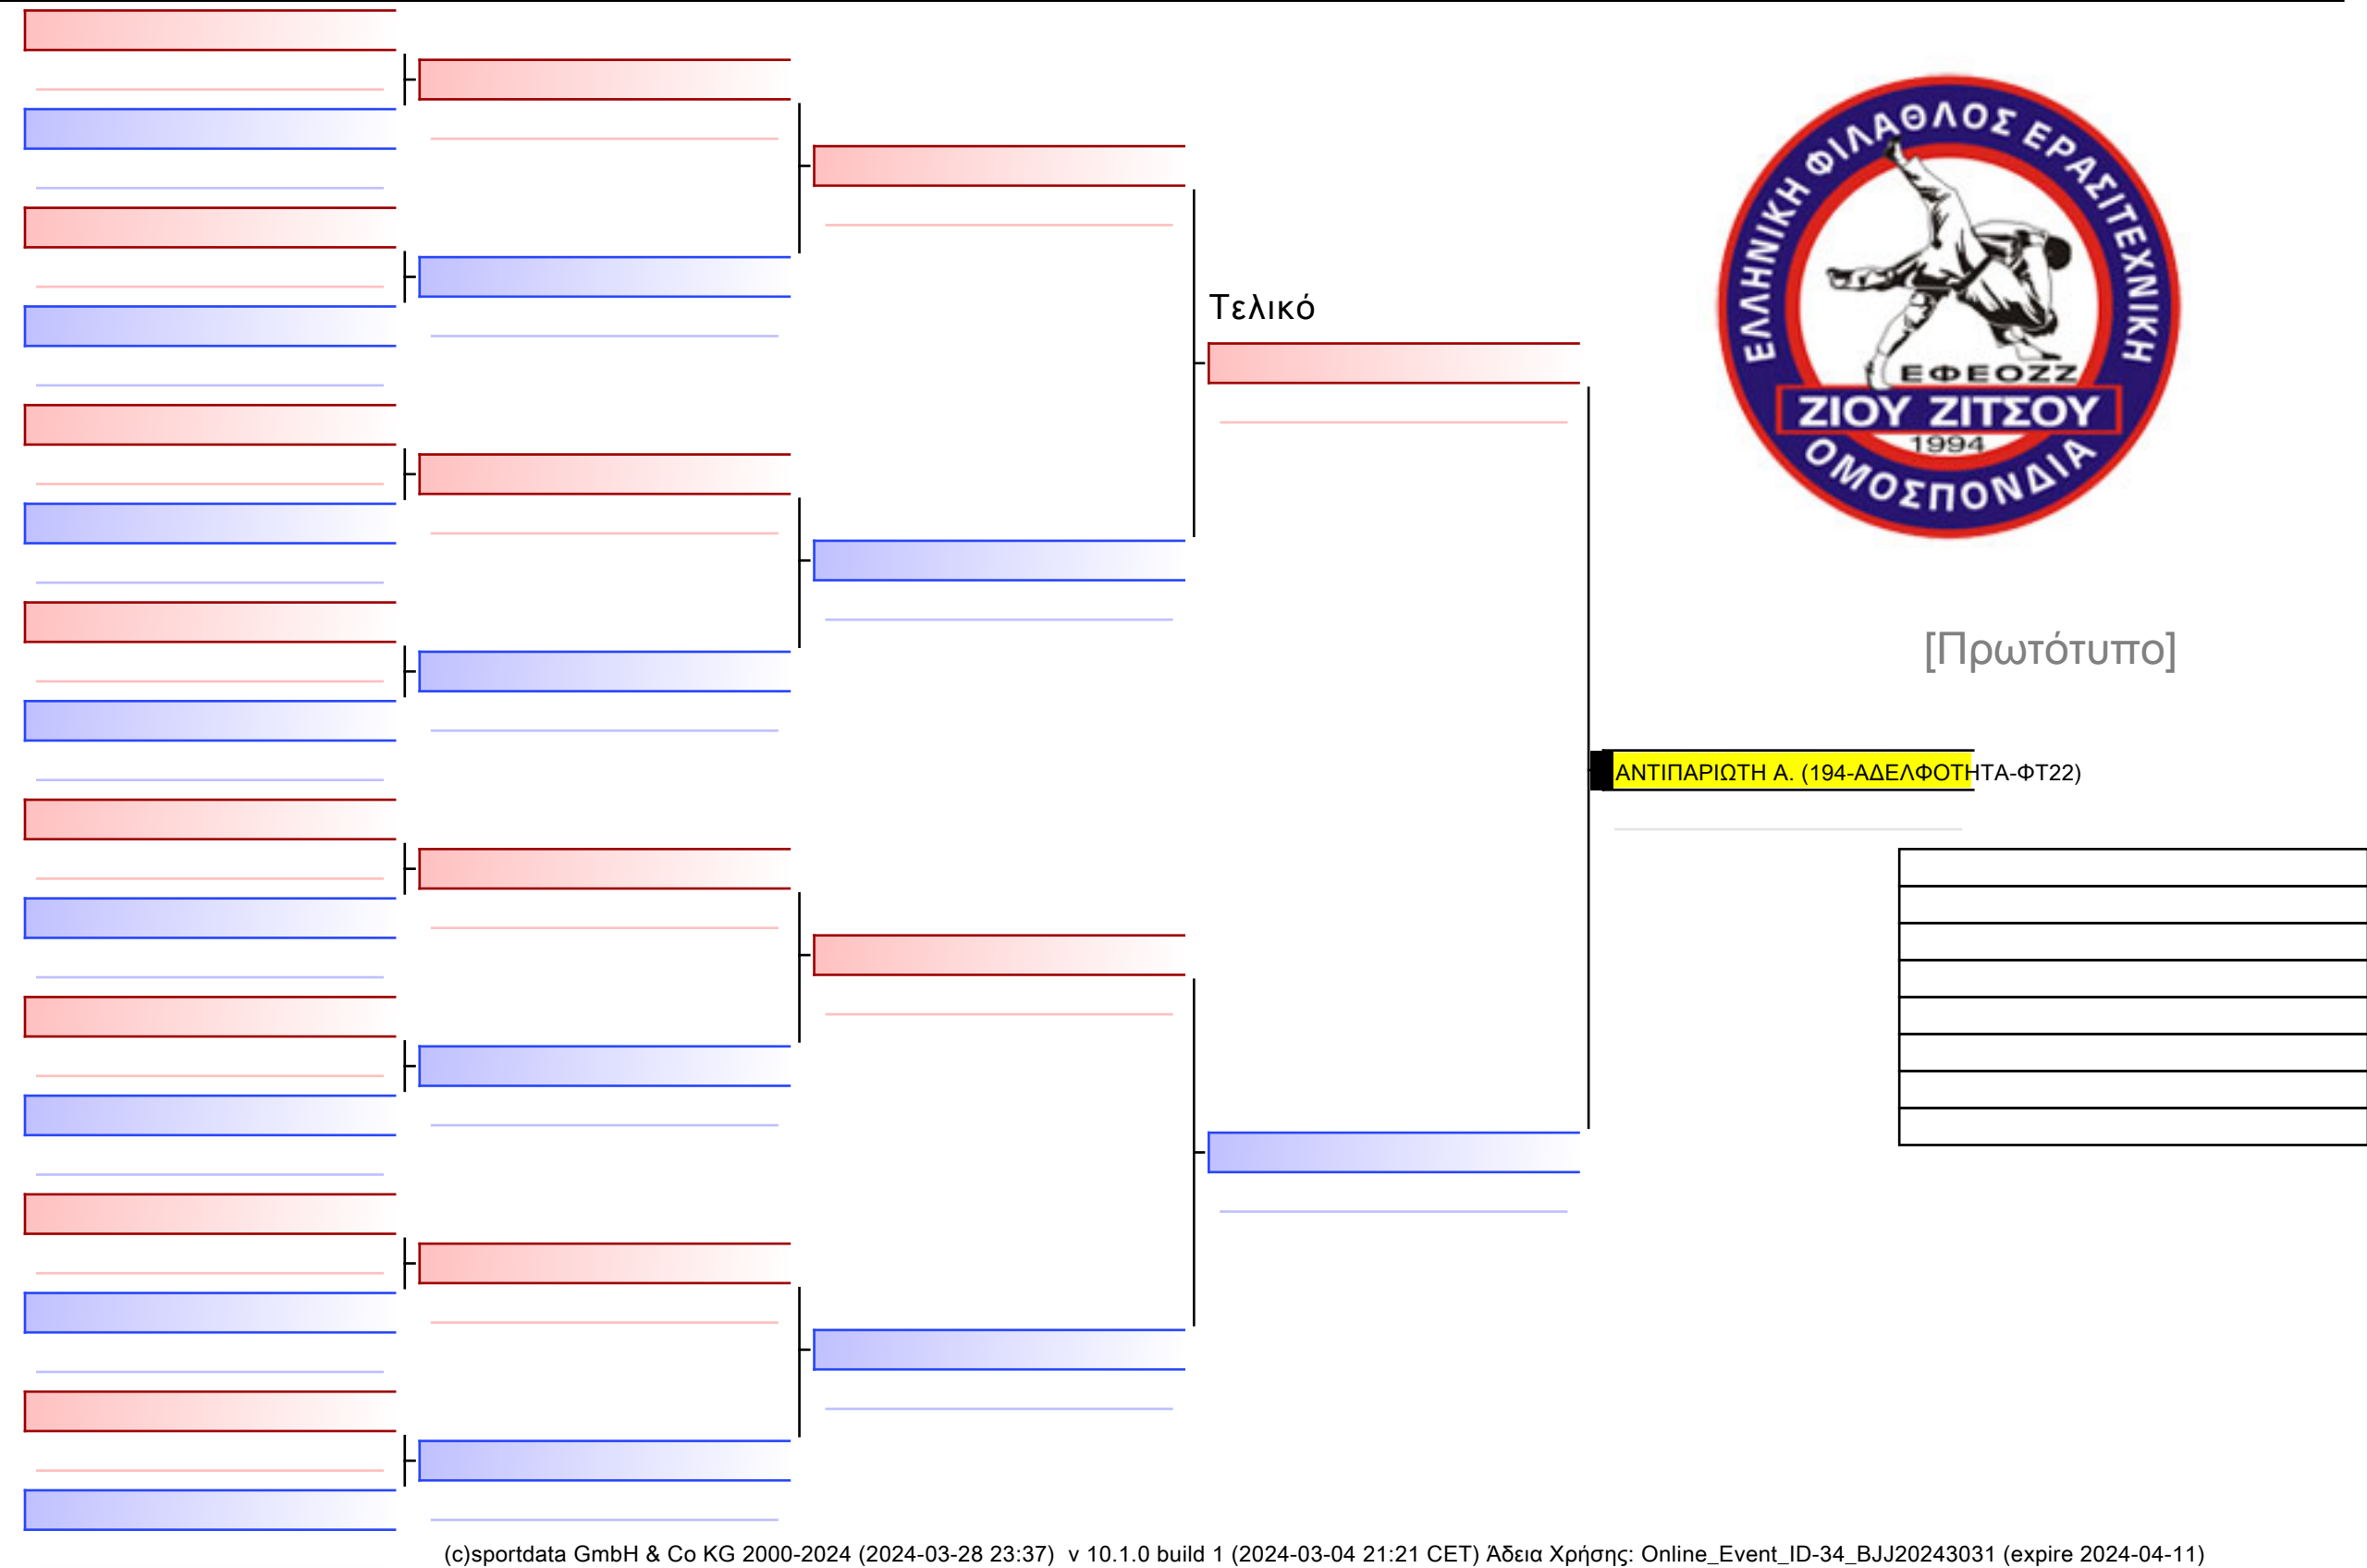 ΕΛΛΗΝΙΚΗ ΦΙΛΑΘΛΟΣ ΕΡΑΣΙΤΕΧΝΙΚΗ
ΕΦΕΟΖΖ
ΖΙΟΥ ΖΙΤΣΟΥ
1994
ΟΜΟΣΠΟΝΔΙΑ
Τελικό
[Πρωτότυπο]
ΑΝΤΙΠΑΡΙΩΤΗ Α. (194-ΑΔΕΛΦΟΤΗΤΑ-ΦΤ22)
(c)sportdata GmbH & Co KG 2000-2024 (2024-03-28 23:37) v 10.1.0 build 1 (2024-03-04 21:21 CET) Άδεια Χρήσης: Online_Event_ID-34_BJJ20243031 (expire 2024-04-11)